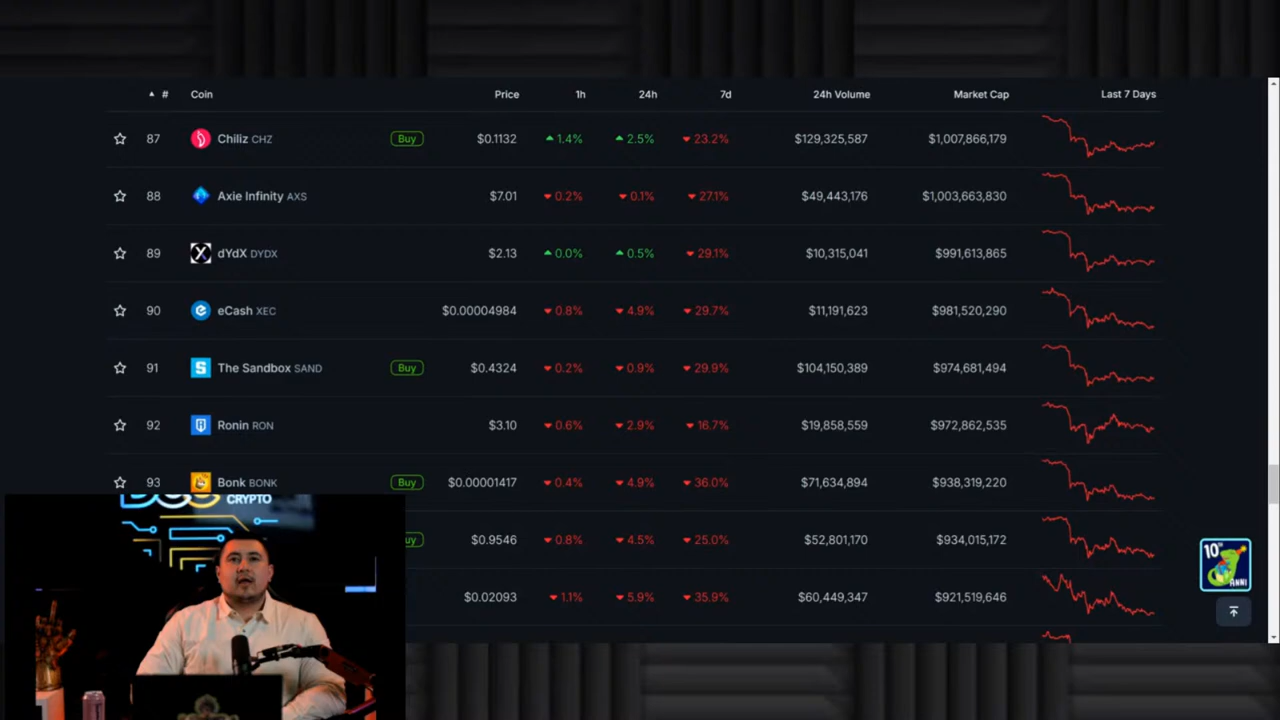 ▲ # Coin Price 1h 24h 7d 24h Volume Market Cap Last 7 Days
87 Chiliz CHZ Buy $0.1132 ▲ 1.4% ▲ 2.5% ▼ 23.2% $129,325,587 $1,007,866,179
88 Axie Infinity AXS $7.01 ▼ 0.2% ▼ 0.1% ▼ 27.1% $49,443,176 $1,003,663,830
89 dYdX DYDX $2.13 ▲ 0.0% ▲ 0.5% ▼ 29.1% $10,315,041 $991,613,865
90 eCash XEC $0.00004984 ▼ 0.8% ▼ 4.9% ▼ 29.7% $11,191,623 $981,520,290
91 The Sandbox SAND Buy $0.4324 ▼ 0.2% ▼ 0.9% ▼ 29.9% $104,150,389 $974,681,494
92 Ronin RON $3.10 ▼ 0.6% ▼ 2.9% ▼ 16.7% $19,858,559 $972,862,535
93 Bonk BONK Buy $0.00001417 ▼ 0.4% ▼ 4.9% ▼ 36.0% $71,634,894 $938,319,220
CRYPTO
uy $0.9546 ▼ 0.8% ▼ 4.5% ▼ 25.0% $52,801,170 $934,015,172
10TH
ANNI
$0.02093 ▼ 1.1% ▼ 5.9% ▼ 35.9% $60,449,347 $921,519,646